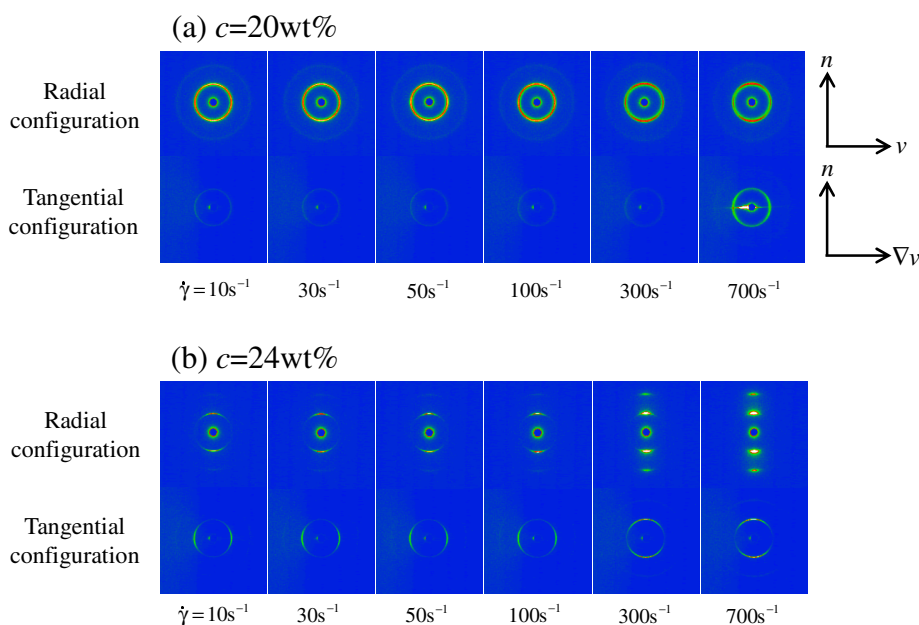 (a) c=20wt%
Radial
configuration
n
v
Tangential
configuration
n
∇v
γ̇=10s⁻¹ 30s⁻¹ 50s⁻¹ 100s⁻¹ 300s⁻¹ 700s⁻¹
(b) c=24wt%
Radial
configuration
Tangential
configuration
γ̇=10s⁻¹ 30s⁻¹ 50s⁻¹ 100s⁻¹ 300s⁻¹ 700s⁻¹